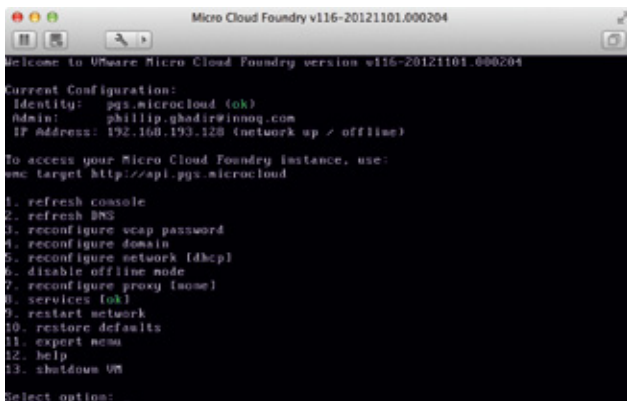 Micro Cloud Foundry v116-20121101.000204
Welcome to VMware Micro Cloud Foundry version v116-20121101.000204
Current Configuration:
Identity: pgs.microcloud (ok)
Admin: phillip.ghadir@innoq.com
IP Address: 192.168.193.128 (network up / offline)
To access your Micro Cloud Foundry instance, use:
vmc target http://api.pgs.microcloud
1. refresh console
2. refresh DNS
3. reconfigure vcap password
4. reconfigure domain
5. reconfigure network [dhcp]
6. disable offline mode
7. reconfigure proxy [none]
8. services [ok]
9. restart network
10. restore defaults
11. expert menu
12. help
13. shutdown VM
Select option: